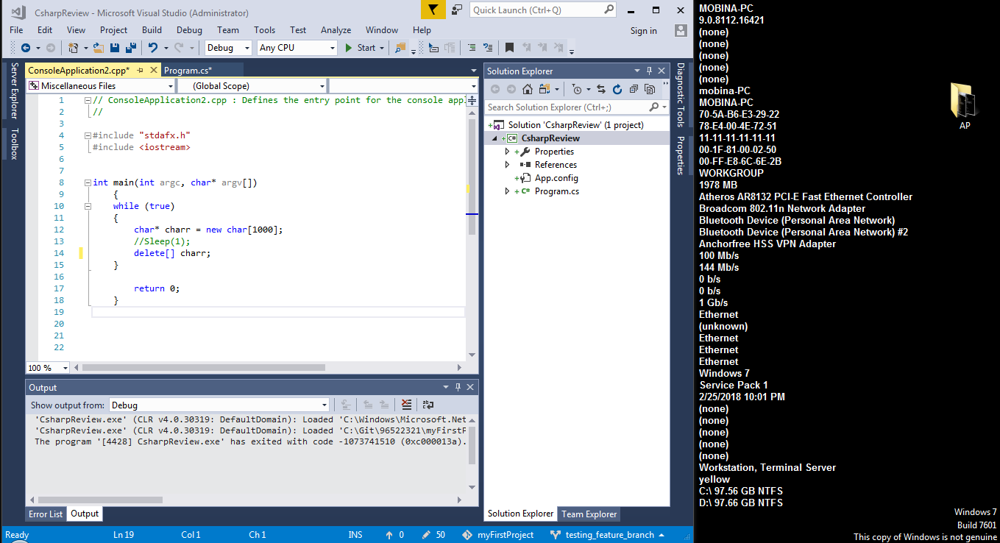 CsharpReview - Microsoft Visual Studio (Administrator)
Quick Launch (Ctrl+Q)
File Edit View Project Build Debug Team Tools Test Analyze Window Help
Sign in
Debug Any CPU Start
Server Explorer
Toolbox
ConsoleApplication2.cpp* Program.cs*
Miscellaneous Files (Global Scope)
1 // ConsoleApplication2.cpp : Defines the entry point for the console appl
2 //
3
4 #include "stdafx.h"
5 #include <iostream>
6
7
8 int main(int argc, char* argv[])
9 {
10 while (true)
11 {
12 char* charr = new char[1000];
13 //Sleep(1);
14 delete[] charr;
15 }
16
17 return 0;
18 }
19
20
21
22
100 %
Output
Show output from: Debug
'CsharpReview.exe' (CLR v4.0.30319: DefaultDomain): Loaded 'C:\Windows\Microsoft.Net
'CsharpReview.exe' (CLR v4.0.30319: DefaultDomain): Loaded 'C:\Git\96522321\myFirstP
The program '[4428] CsharpReview.exe' has exited with code -1073741510 (0xc000013a).
Error List Output
Solution Explorer
Search Solution Explorer (Ctrl+;)
Solution 'CsharpReview' (1 project)
C# CsharpReview
Properties
References
App.config
C# Program.cs
Solution Explorer Team Explorer
Diagnostic Tools
Properties
Ready Ln 19 Col 1 Ch 1 INS 0 50 myFirstProject testing_feature_branch
MOBINA-PC
9.0.8112.16421
(none)
(none)
(none)
(none)
(none)
mobina-PC
MOBINA-PC
70-5A-B6-E3-29-22
78-E4-00-4E-72-51
11-11-11-11-11-11
00-1F-81-00-02-50
00-FF-E8-6C-6E-2B
WORKGROUP
1978 MB
Atheros AR8132 PCI-E Fast Ethernet Controller
Broadcom 802.11n Network Adapter
Bluetooth Device (Personal Area Network)
Bluetooth Device (Personal Area Network) #2
Anchorfree HSS VPN Adapter
100 Mb/s
144 Mb/s
0 b/s
0 b/s
1 Gb/s
Ethernet
(unknown)
Ethernet
Ethernet
Ethernet
Windows 7
Service Pack 1
2/25/2018 10:01 PM
(none)
(none)
(none)
(none)
(none)
Workstation, Terminal Server
yellow
C:\ 97.56 GB NTFS
D:\ 97.66 GB NTFS
AP
Windows 7
Build 7601
This copy of Windows is not genuine